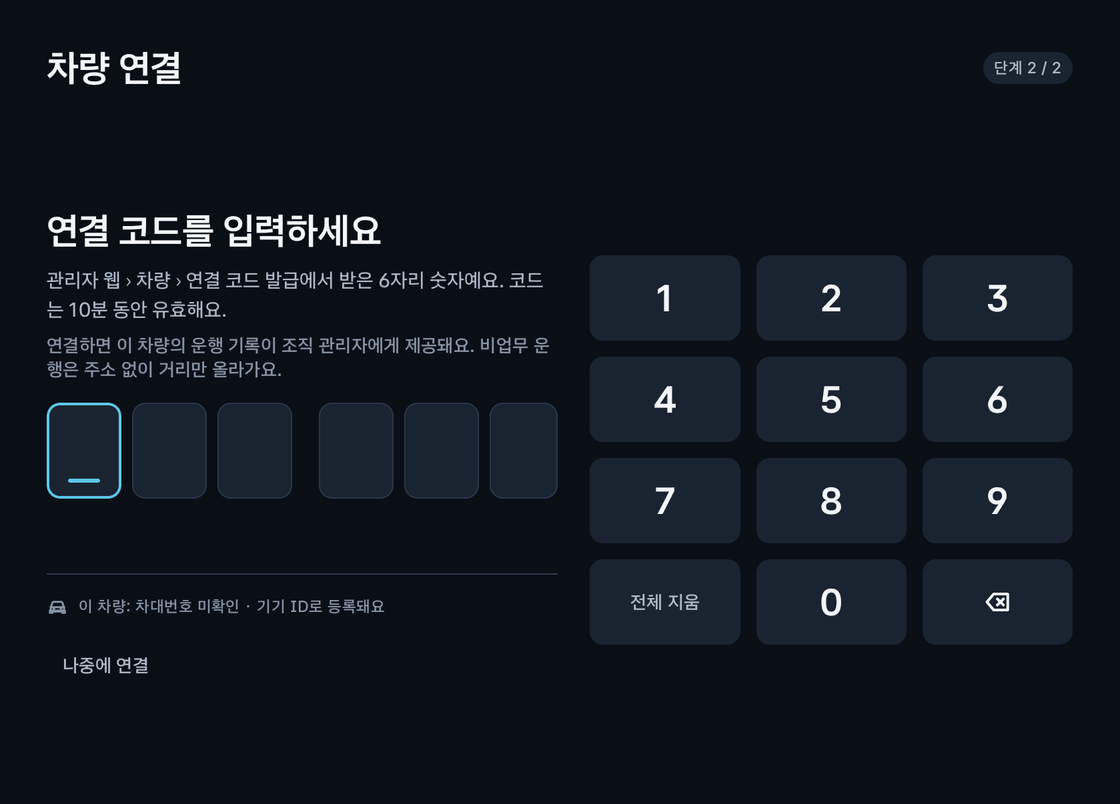 차량 연결
단계 2 / 2
연결 코드를 입력하세요
관리자 웹 › 차량 › 연결 코드 발급에서 받은 6자리 숫자예요. 코드
는 10분 동안 유효해요.
연결하면 이 차량의 운행 기록이 조직 관리자에게 제공돼요. 비업무 운
행은 주소 없이 거리만 올라가요.
이 차량: 차대번호 미확인 · 기기 ID로 등록돼요
나중에 연결
1 2 3
4 5 6
7 8 9
전체 지움 0